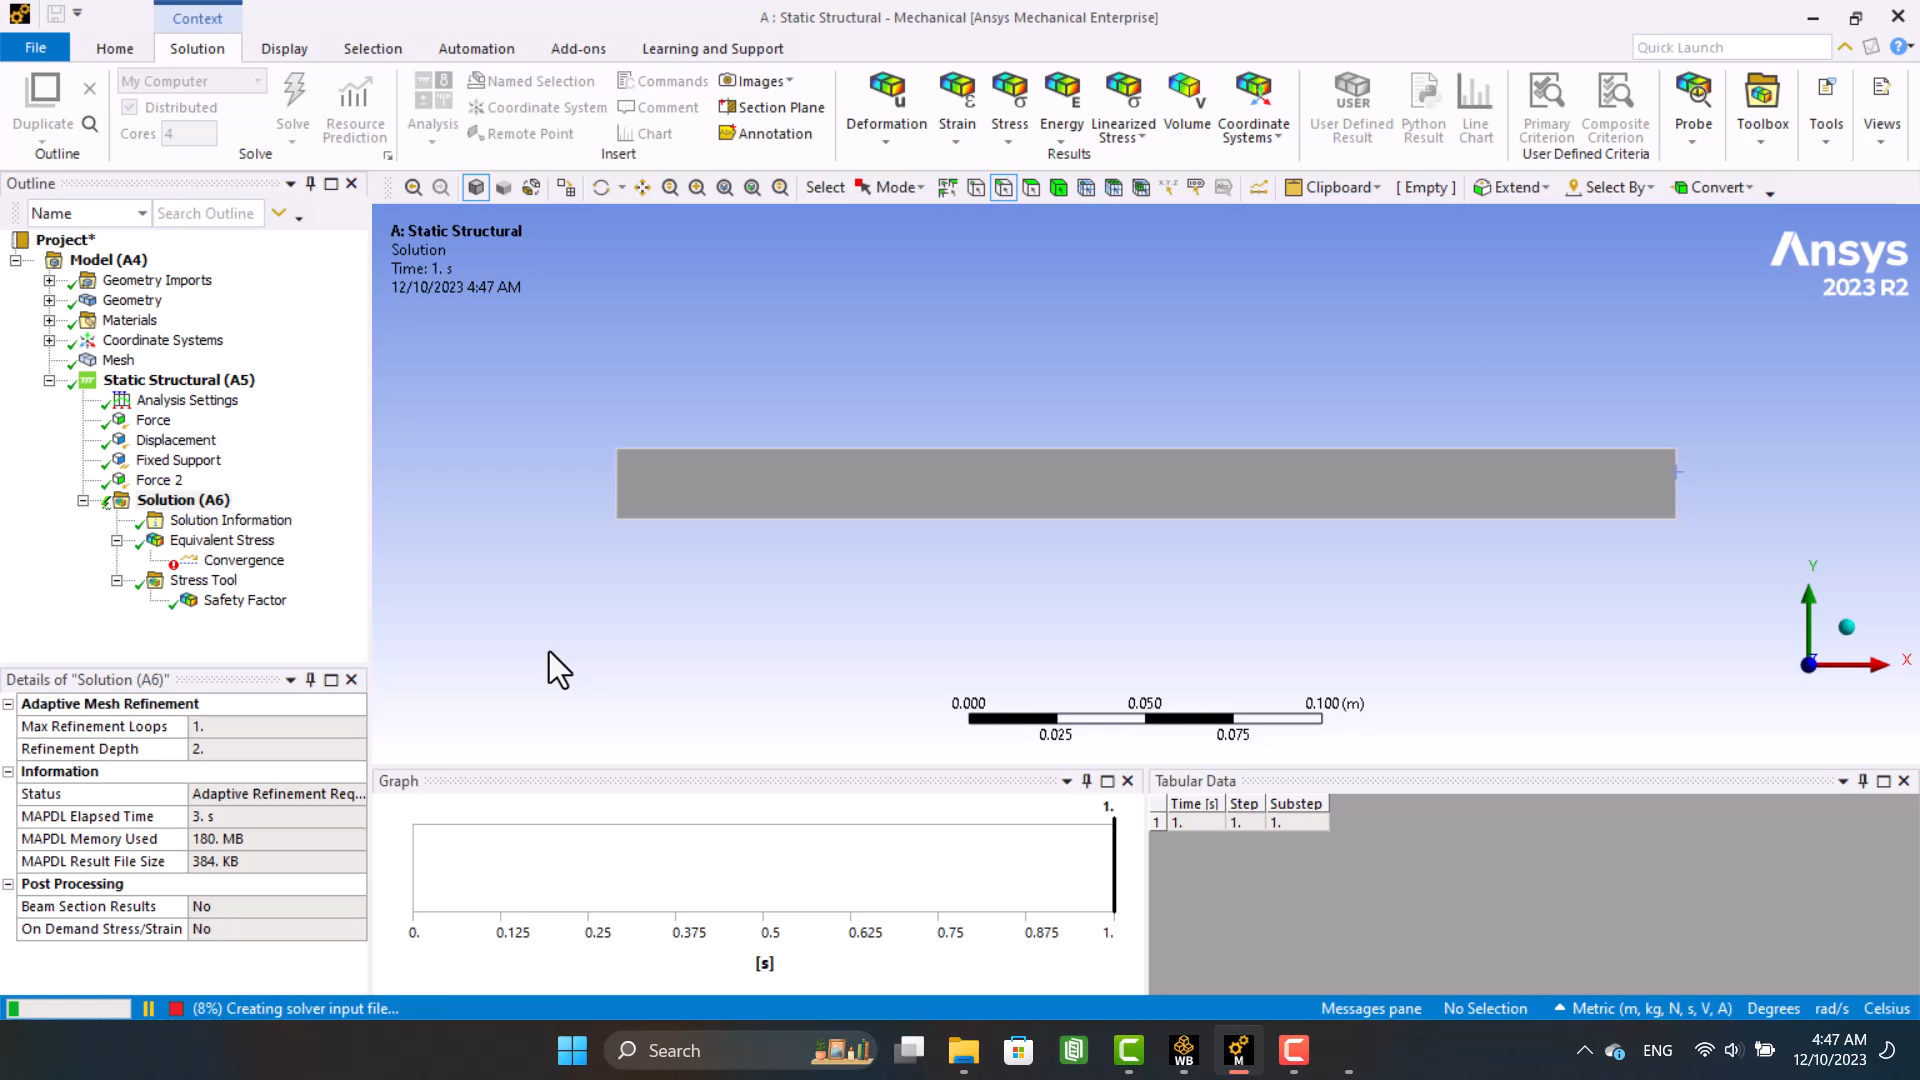 Context
A : Static Structural - Mechanical [Ansys Mechanical Enterprise]
File
Home
Solution
Display
Selection
Automation
Add-ons
Learning and Support
Quick Launch
Duplicate
Outline
My Computer
Distributed
Cores 4
Solve
Resource Prediction
Solve
Analysis
Named Selection
Coordinate System
Remote Point
Commands
Comment
Chart
Images
Section Plane
Annotation
Insert
Deformation
Strain
Stress
Energy
Linearized Stress
Volume
Coordinate Systems
Results
USER
User Defined Result
Python Result
Line Chart
Primary Criterion
Composite Criterion
User Defined Criteria
Probe
Toolbox
Tools
Views
Outline
Select
Mode
Clipboard
[ Empty ]
Extend
Select By
Convert
Name
Search Outline
Project*
Model (A4)
Geometry Imports
Geometry
Materials
Coordinate Systems
Mesh
Static Structural (A5)
Analysis Settings
Force
Displacement
Fixed Support
Force 2
Solution (A6)
Solution Information
Equivalent Stress
Convergence
Stress Tool
Safety Factor
A: Static Structural
Solution
Time: 1. s
12/10/2023 4:47 AM
Ansys
2023 R2
Y
X
0.000 0.050 0.100 (m)
0.025 0.075
Details of "Solution (A6)"
Adaptive Mesh Refinement
Max Refinement Loops 1.
Refinement Depth 2.
Information
Status Adaptive Refinement Req...
MAPDL Elapsed Time 3. s
MAPDL Memory Used 180. MB
MAPDL Result File Size 384. KB
Post Processing
Beam Section Results No
On Demand Stress/Strain No
Graph
1.
0. 0.125 0.25 0.375 0.5 0.625 0.75 0.875 1.
[s]
Tabular Data
Time [s] Step Substep
1 1. 1. 1.
(8%) Creating solver input file...
Messages pane
No Selection
Metric (m, kg, N, s, V, A)
Degrees
rad/s
Celsius
Search
WB
M
ENG
4:47 AM
12/10/2023